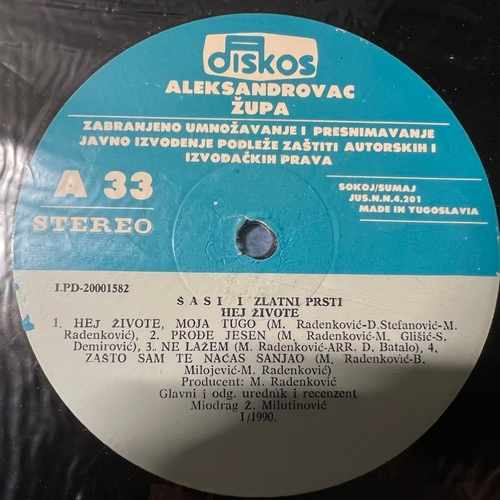 diskos
ALEKSANDROVAC
ŽUPA
ZABRANJENO UMNOŽAVANJE I PRESNIMAVANJE
JAVNO IZVOĐENJE PODLEŽE ZAŠTITI AUTORSKIH I
IZVOĐAČKIH PRAVA
A 33
STEREO
SOKOJ/SUMAJ
JUS.N.N.4.201
MADE IN YUGOSLAVIA
LPD-20001582
ŠASI I ZLATNI PRSTI
HEJ ŽIVOTE
1. HEJ ŽIVOTE, MOJA TUGO (M. Radenković-D.Stefanović-M.
Radenković), 2. PROĐE JESEN (M. Radenković-M. Glišić-S.
Demirović), 3. NE LAŽEM (M. Radenković-ARR. D. Batalo), 4.
ZAŠTO SAM TE NAĆAS SANJAO (M. Radenković-B.
Milojević-M. Radenković)
Producent: M. Radenković
Glavni i odg. urednik i recenzent
Miodrag Ž. Milutinović
I/1990.